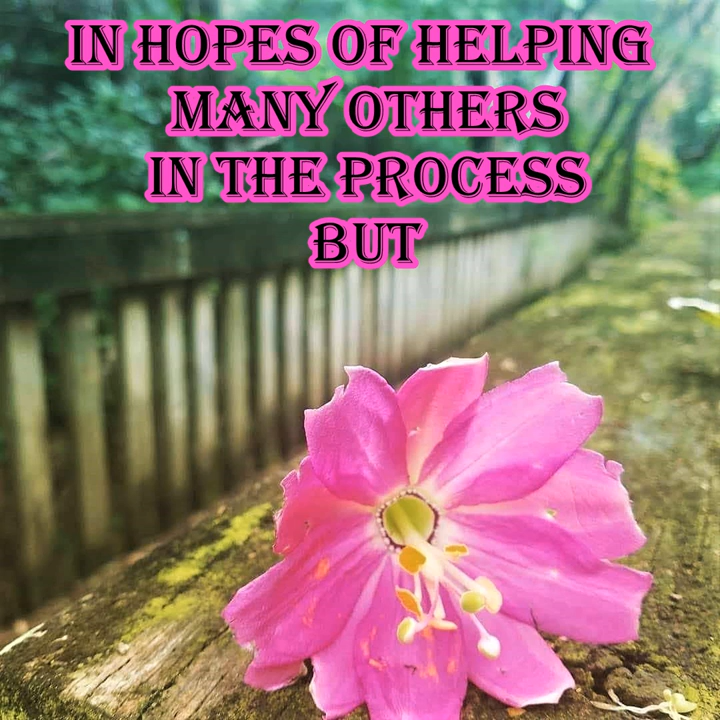 IN HOPES OF HELPING
MANY OTHERS
IN THE PROCESS
BUT